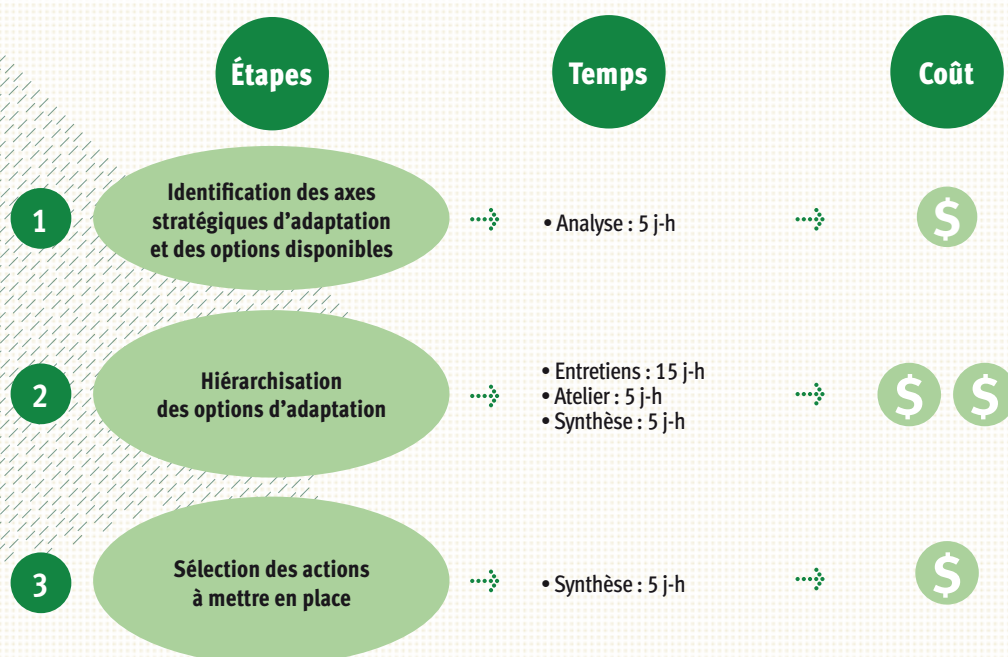 Étapes
Temps
Coût
1
Identification des axes
stratégiques d'adaptation
et des options disponibles
• Analyse : 5 j-h
$
2
Hiérarchisation
des options d'adaptation
• Entretiens : 15 j-h
• Atelier : 5 j-h
• Synthèse : 5 j-h
$ $
3
Sélection des actions
à mettre en place
• Synthèse : 5 j-h
$